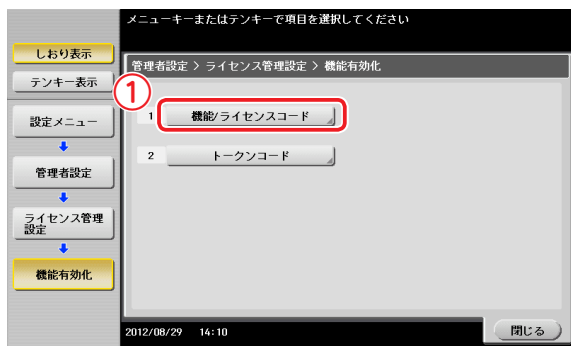 メニューキーまたはテンキーで項目を選択してください
しおり表示
テンキー表示
設定メニュー
管理者設定
ライセンス管理
設定
機能有効化
管理者設定 > ライセンス管理設定 > 機能有効化
①
1 機能/ライセンスコード
2 トークンコード
2012/08/29 14:10
閉じる